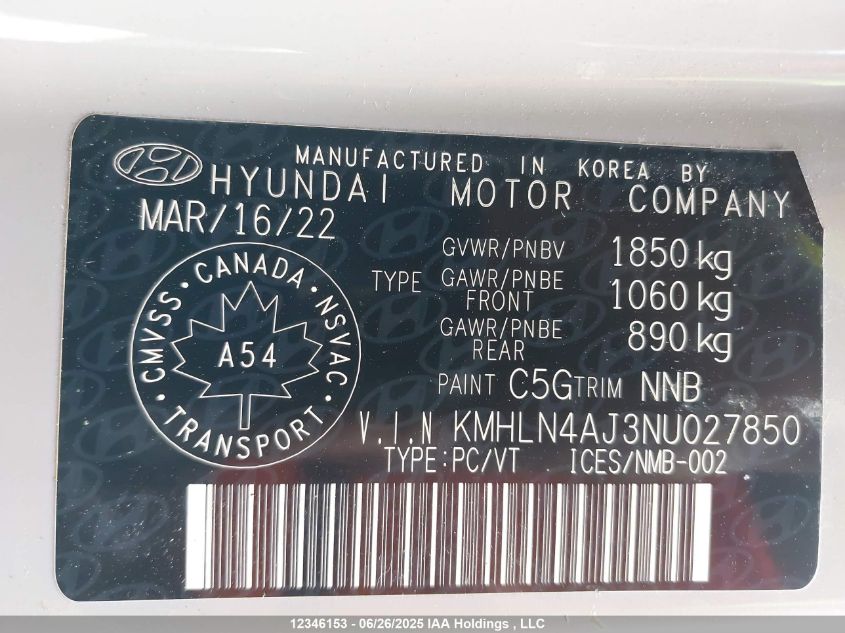 MANUFACTURED IN KOREA BY
HYUNDAI MOTOR COMPANY
MAR/16/22
GVWR/PNBV 1850 kg
TYPE GAWR/PNBE FRONT 1060 kg
GAWR/PNBE REAR 890 kg
CANADA · NSVAC · TRANSPORT · CMVSS ·
A54
PAINT C5G TRIM NNB
V.I.N KMHLN4AJ3NU027850
TYPE:PC/VT ICES/NMB-002
12346153 - 06/26/2025 IAA Holdings , LLC